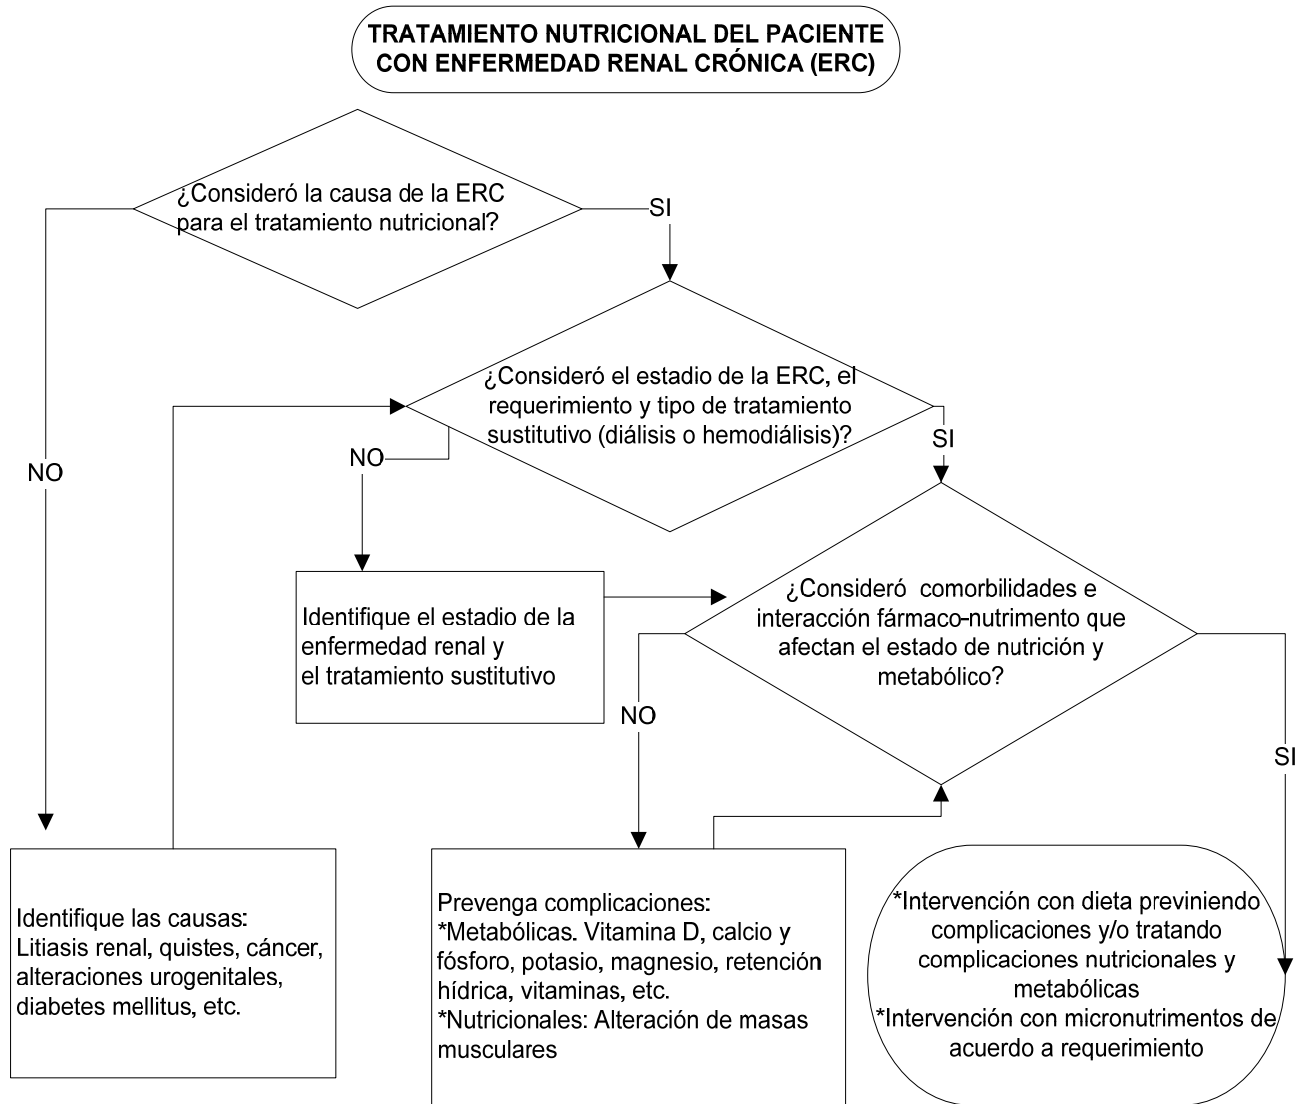 TRATAMIENTO NUTRICIONAL DEL PACIENTE
CON ENFERMEDAD RENAL CRÓNICA (ERC)
¿Consideró la causa de la ERC
para el tratamiento nutricional?
SI
¿Consideró el estadio de la ERC, el
requerimiento y tipo de tratamiento
sustitutivo (diálisis o hemodiálisis)?
SI
NO
NO
Identifique el estadio de la
enfermedad renal y
el tratamiento sustitutivo
¿Consideró comorbilidades e
interacción fármaco-nutrimento que
afectan el estado de nutrición y
metabólico?
NO
SI
Identifique las causas:
Litiasis renal, quistes, cáncer,
alteraciones urogenitales,
diabetes mellitus, etc.
Prevenga complicaciones:
*Metabólicas. Vitamina D, calcio y
fósforo, potasio, magnesio, retención
hídrica, vitaminas, etc.
*Nutricionales: Alteración de masas
musculares
*Intervención con dieta previniendo
complicaciones y/o tratando
complicaciones nutricionales y
metabólicas
*Intervención con micronutrimentos de
acuerdo a requerimiento